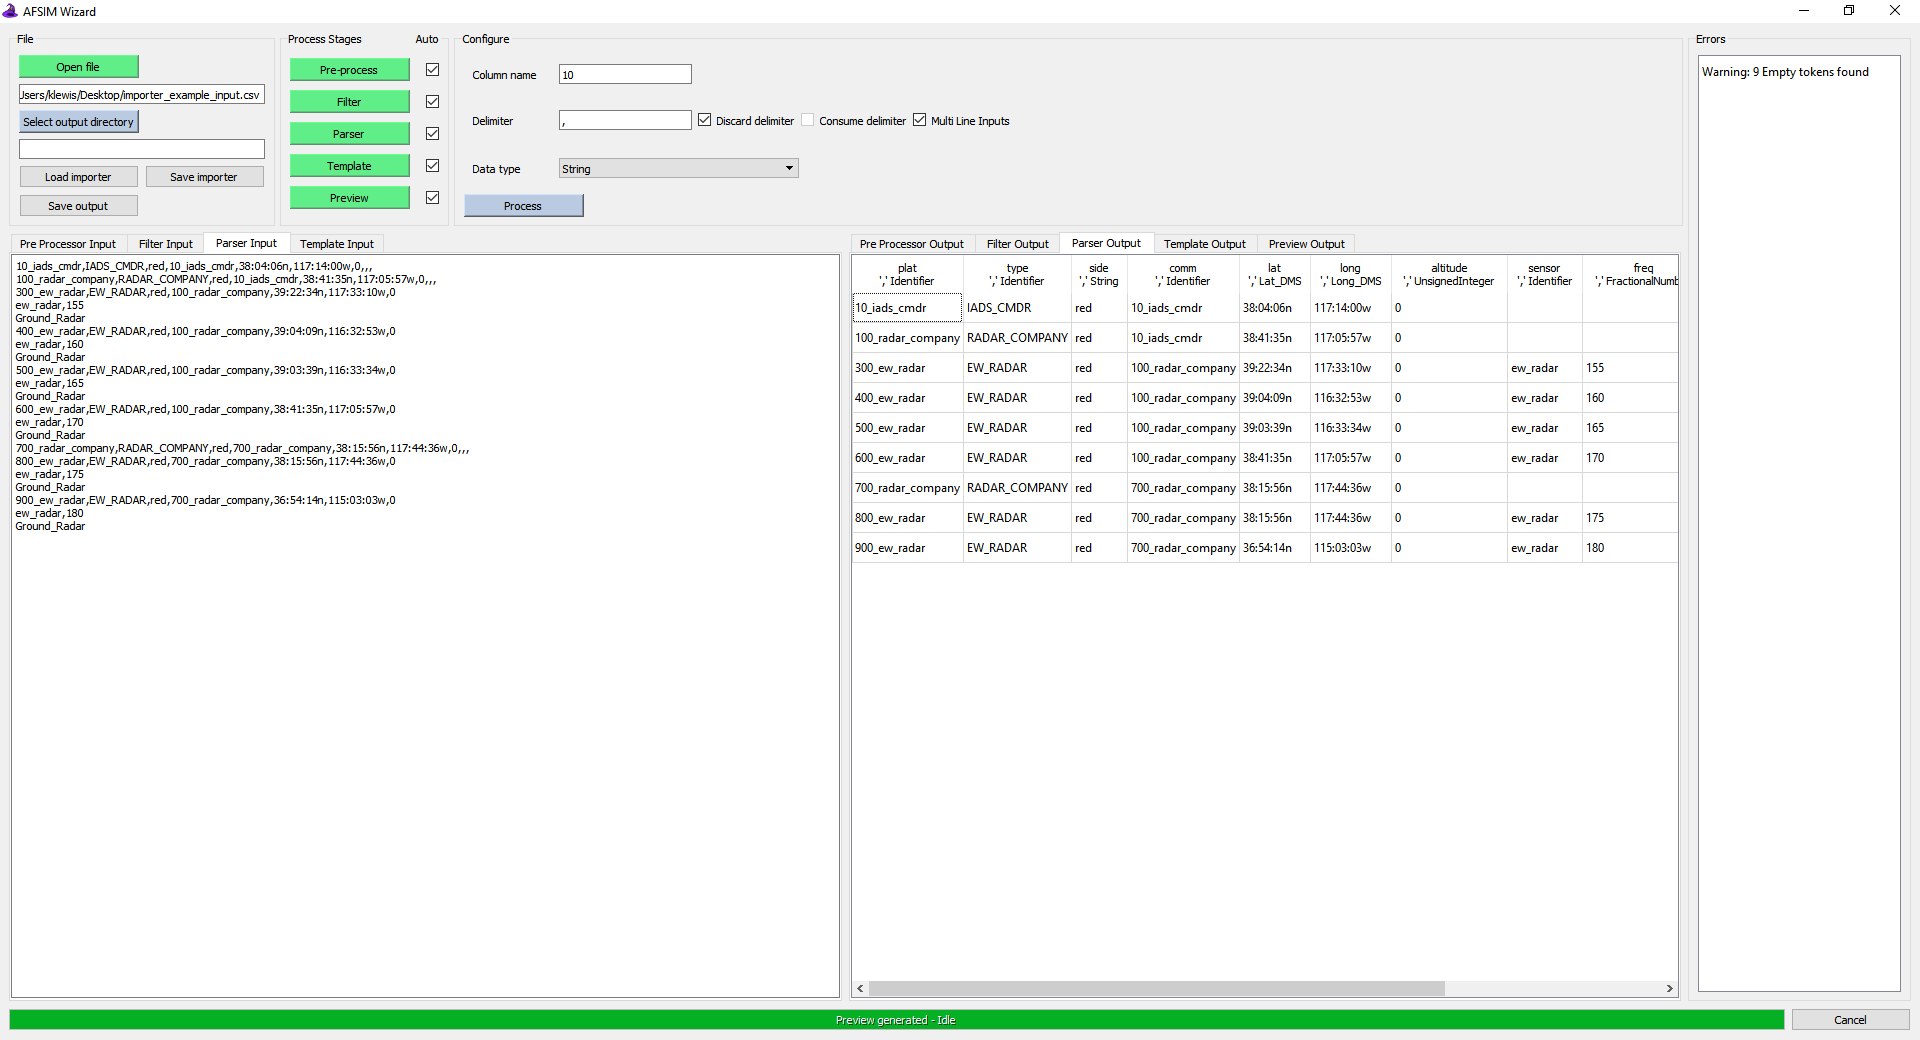 AFSIM Wizard
File
Open file
Jsers/klewis/Desktop/importer_example_input.csv
Select output directory
Load importer
Save importer
Save output
Process Stages
Auto
Pre-process
Filter
Parser
Template
Preview
Configure
Column name
10
Delimiter
,
Discard delimiter
Consume delimiter
Multi Line Inputs
Data type
String
Process
Errors
Warning: 9 Empty tokens found
Pre Processor Input
Filter Input
Parser Input
Template Input
10_iads_cmdr,IADS_CMDR,red,10_iads_cmdr,38:04:06n,117:14:00w,0,,,
100_radar_company,RADAR_COMPANY,red,10_iads_cmdr,38:41:35n,117:05:57w,0,,,
300_ew_radar,EW_RADAR,red,100_radar_company,39:22:34n,117:33:10w,0
ew_radar,155
Ground_Radar
400_ew_radar,EW_RADAR,red,100_radar_company,39:04:09n,116:32:53w,0
ew_radar,160
Ground_Radar
500_ew_radar,EW_RADAR,red,100_radar_company,39:03:39n,116:33:34w,0
ew_radar,165
Ground_Radar
600_ew_radar,EW_RADAR,red,100_radar_company,38:41:35n,117:05:57w,0
ew_radar,170
Ground_Radar
700_radar_company,RADAR_COMPANY,red,700_radar_company,38:15:56n,117:44:36w,0,,,
800_ew_radar,EW_RADAR,red,700_radar_company,38:15:56n,117:44:36w,0
ew_radar,175
Ground_Radar
900_ew_radar,EW_RADAR,red,700_radar_company,36:54:14n,115:03:03w,0
ew_radar,180
Ground_Radar
Pre Processor Output
Filter Output
Parser Output
Template Output
Preview Output
plat type side comm lat long altitude sensor freq
',' Identifier ',' Identifier ',' String ',' Identifier ',' Lat_DMS ',' Long_DMS ',' UnsignedInteger ',' Identifier ',' FractionalNumb
10_iads_cmdr IADS_CMDR red 10_iads_cmdr 38:04:06n 117:14:00w 0
100_radar_company RADAR_COMPANY red 10_iads_cmdr 38:41:35n 117:05:57w 0
300_ew_radar EW_RADAR red 100_radar_company 39:22:34n 117:33:10w 0 ew_radar 155
400_ew_radar EW_RADAR red 100_radar_company 39:04:09n 116:32:53w 0 ew_radar 160
500_ew_radar EW_RADAR red 100_radar_company 39:03:39n 116:33:34w 0 ew_radar 165
600_ew_radar EW_RADAR red 100_radar_company 38:41:35n 117:05:57w 0 ew_radar 170
700_radar_company RADAR_COMPANY red 700_radar_company 38:15:56n 117:44:36w 0
800_ew_radar EW_RADAR red 700_radar_company 38:15:56n 117:44:36w 0 ew_radar 175
900_ew_radar EW_RADAR red 700_radar_company 36:54:14n 115:03:03w 0 ew_radar 180
Preview generated - Idle
Cancel